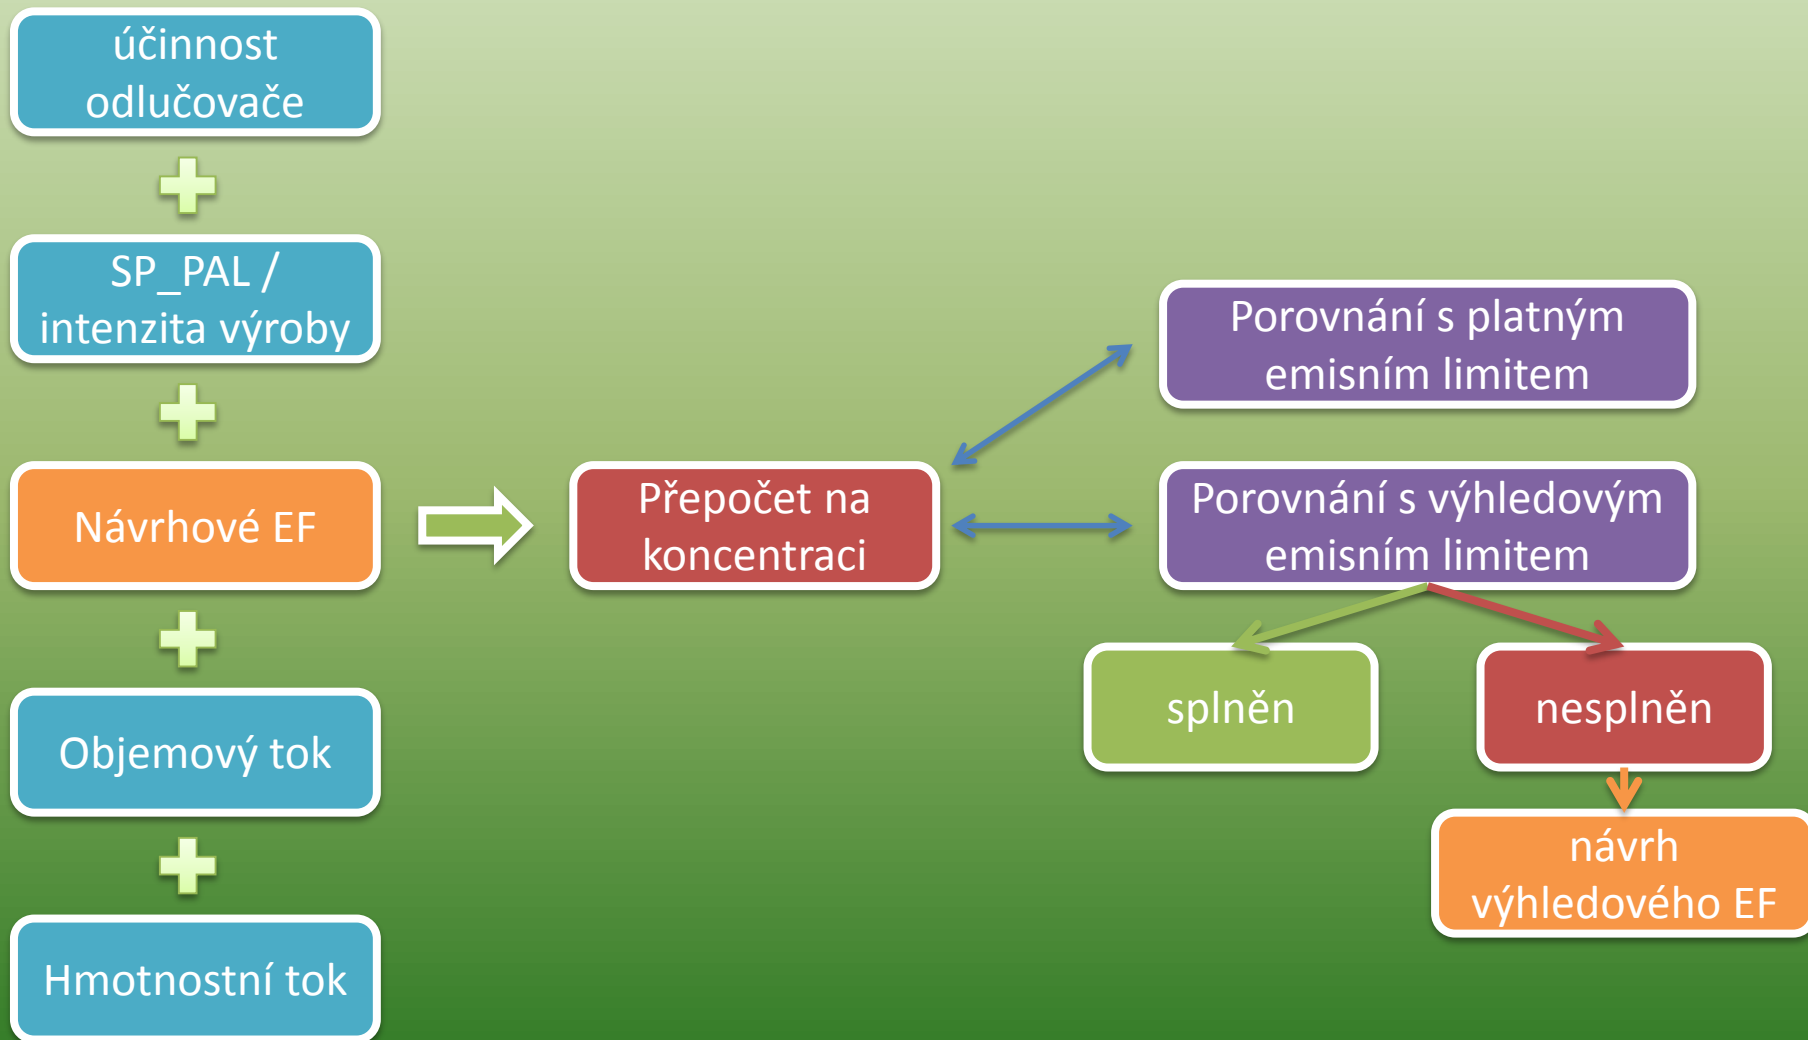 účinnost
odlučovače
SP_PAL /
intenzita výroby
Návrhové EF
Objemový tok
Hmotnostní tok
Přepočet na
koncentraci
Porovnání s platným
emisním limitem
Porovnání s výhledovým
emisním limitem
splněn
nesplněn
návrh
výhledového EF